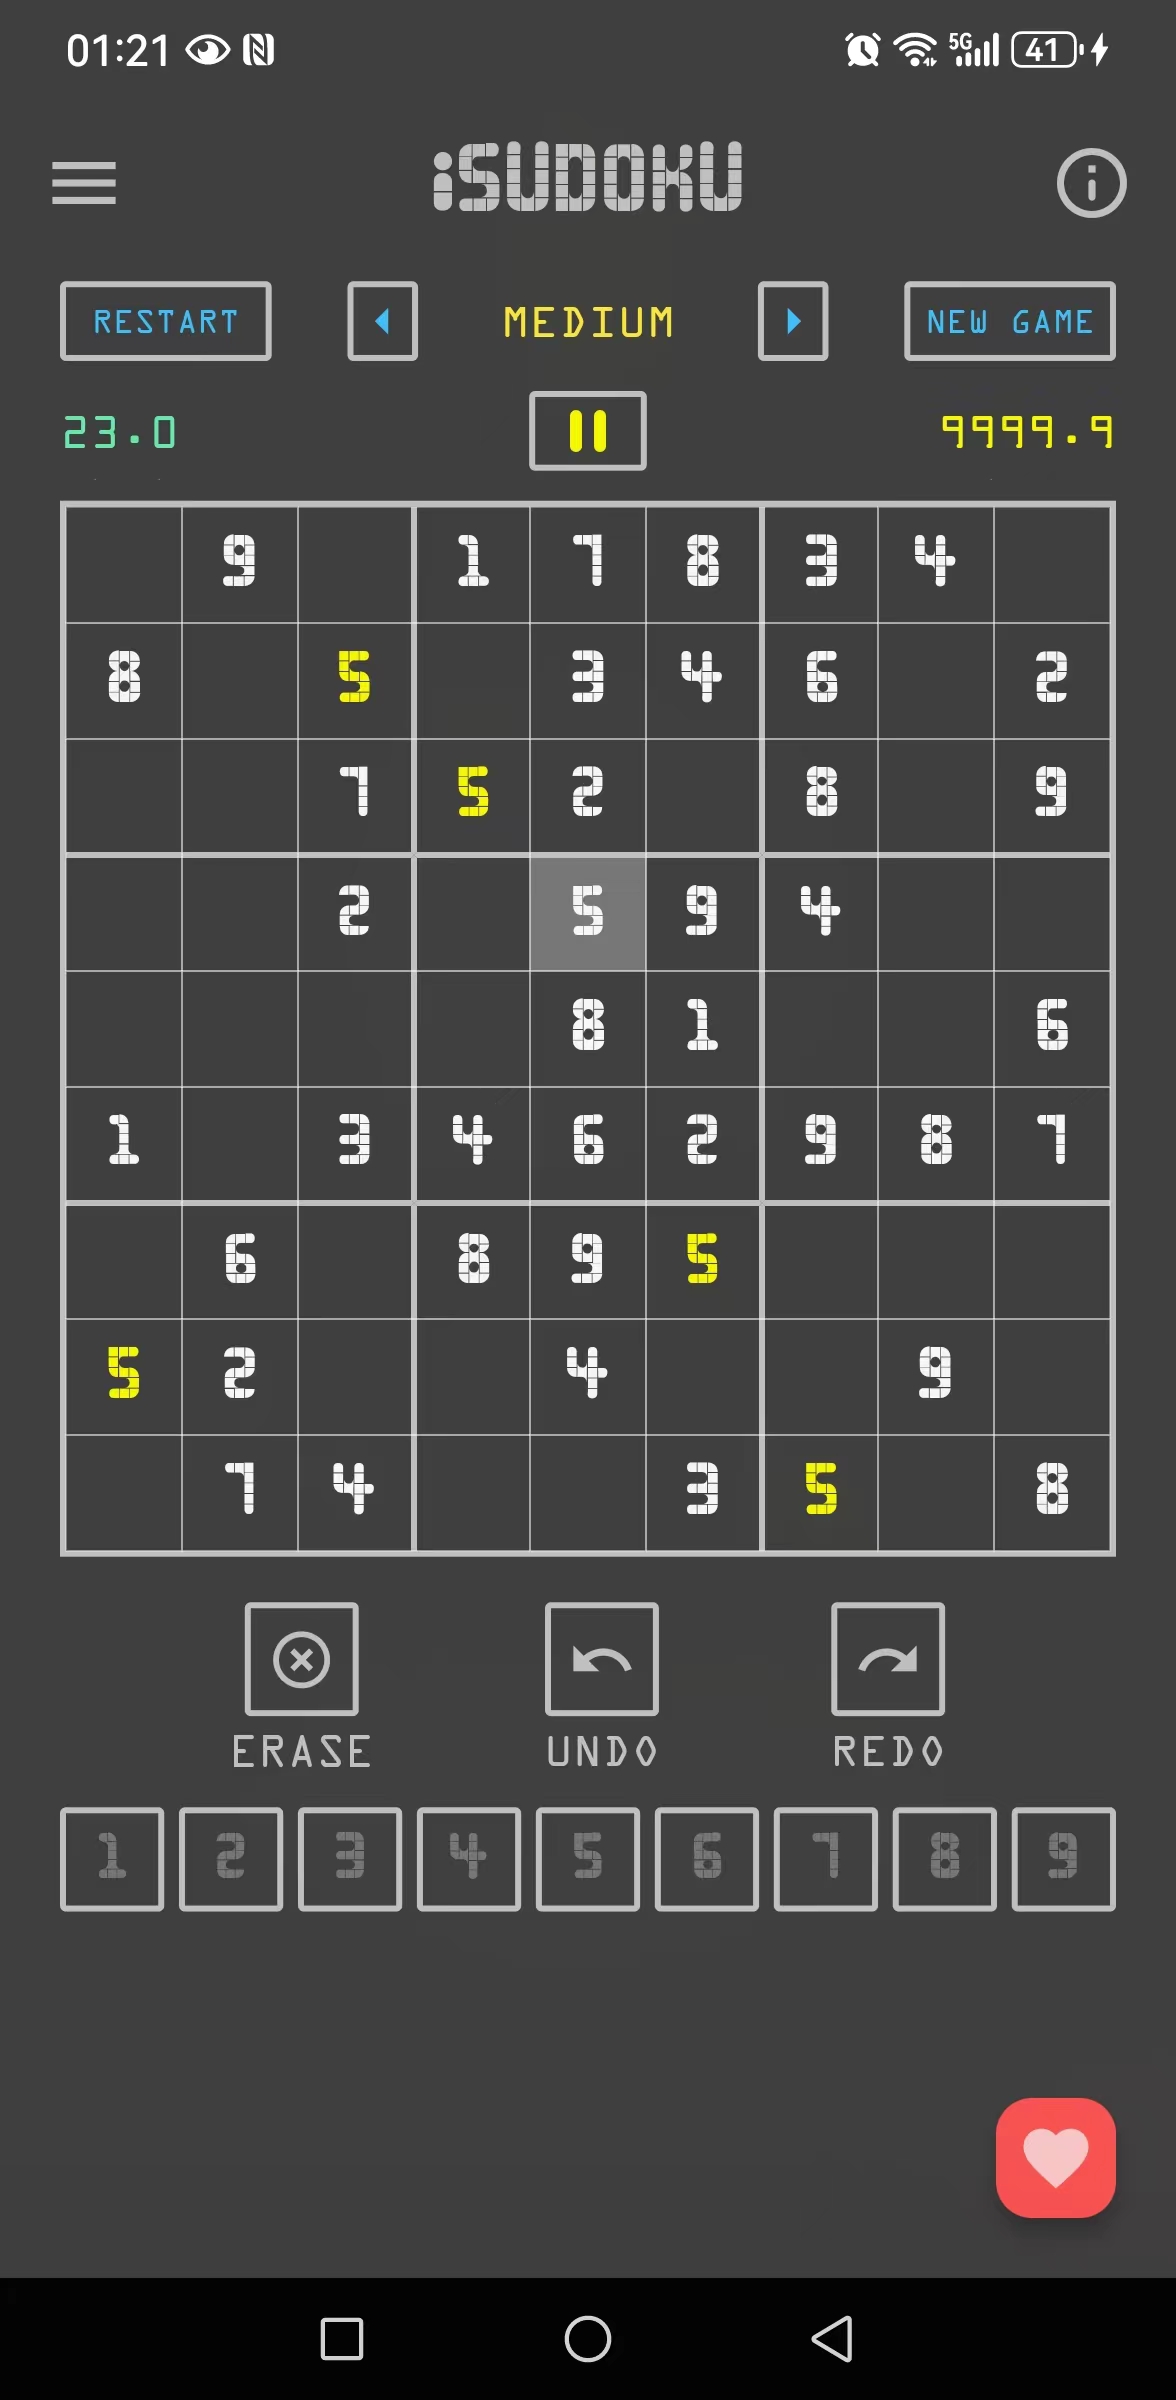 01:21 5G 41
iSUDOKU
RESTART MEDIUM NEW GAME
23.0 9999.9
9 1 7 8 3 4
8 5 3 4 6 2
7 5 2 8 9
2 5 9 4
8 1 6
1 3 4 6 2 9 8 7
6 8 9 5
5 2 4 9
7 4 3 5 8
ERASE UNDO REDO
1 2 3 4 5 6 7 8 9